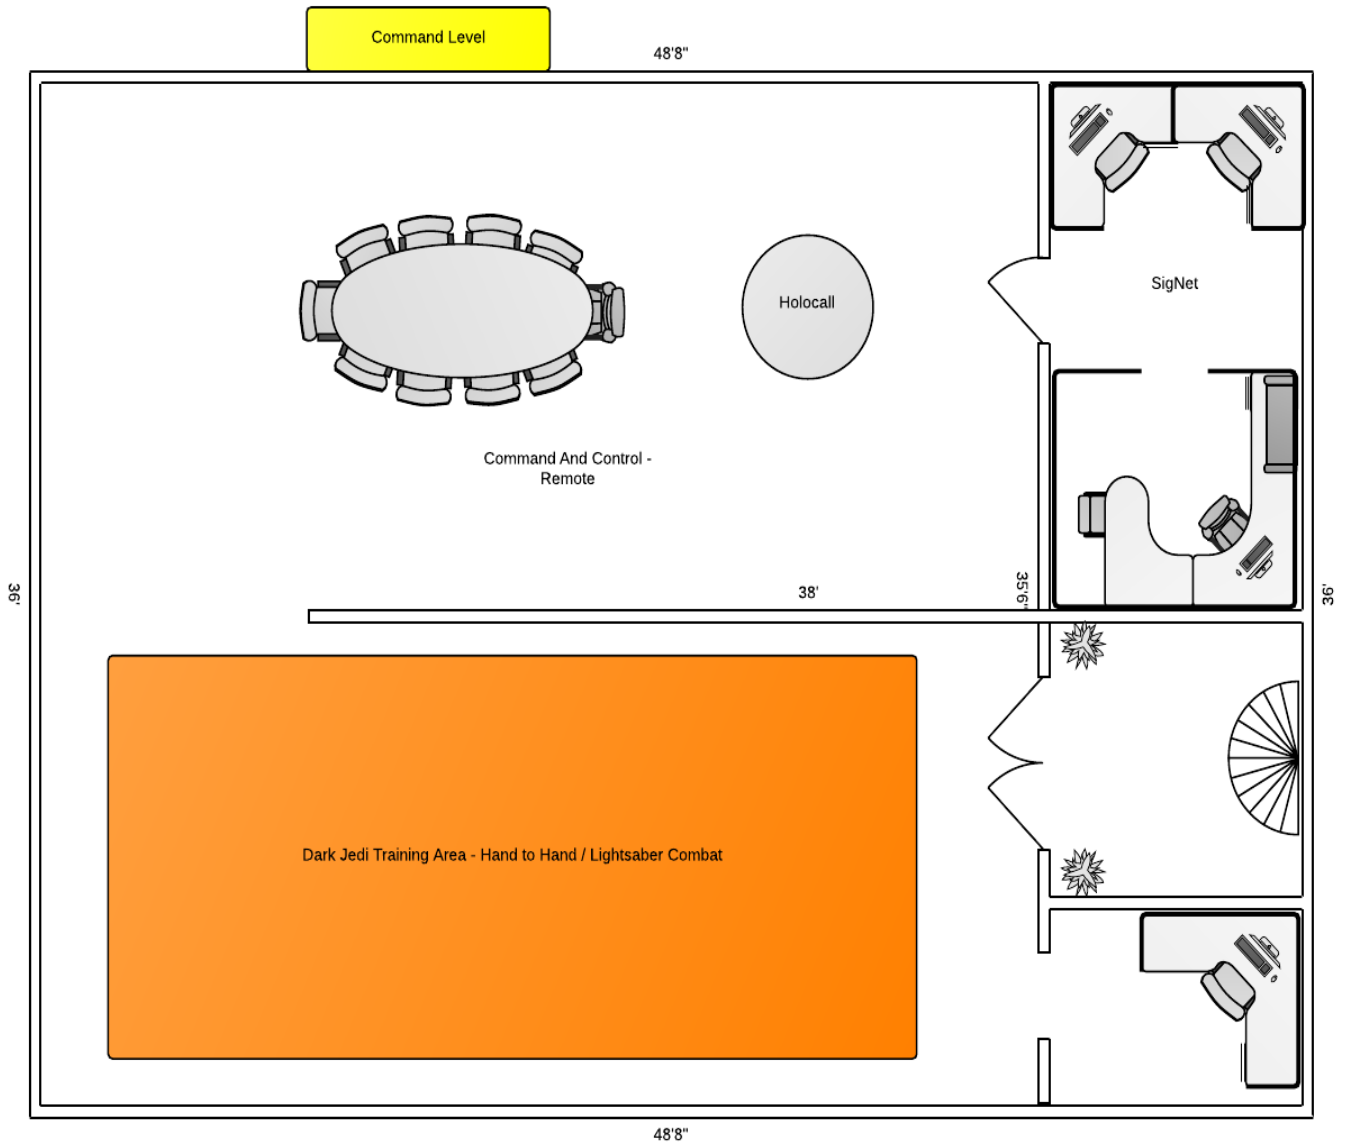 Command Level
48'8"
SigNet
Holocall
Command And Control -
Remote
36'
38'
35'6"
36'
Dark Jedi Training Area - Hand to Hand / Lightsaber Combat
48'8"